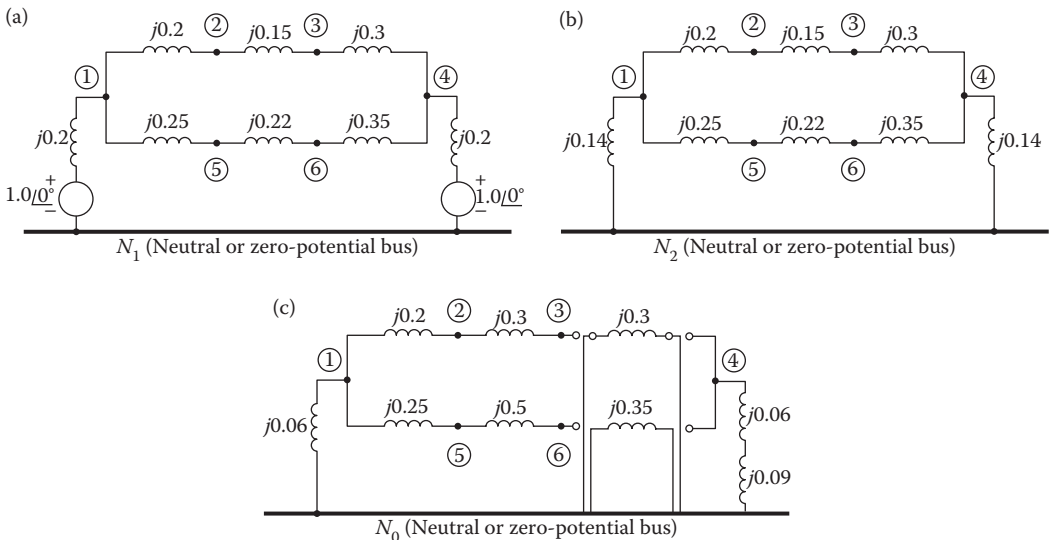 (a)
j0.2 ② j0.15 ③ j0.3
① ④
j0.25 j0.22 j0.35
j0.2 j0.2
⑤ ⑥
+ +
1.0/0° 1.0/0°
− −
N1 (Neutral or zero-potential bus)
(b)
j0.2 ② j0.15 ③ j0.3
① ④
j0.25 j0.22 j0.35
j0.14 j0.14
⑤ ⑥
N2 (Neutral or zero-potential bus)
(c)
j0.2 ② j0.3 ③ j0.3
① ④
j0.25 j0.5 j0.35
j0.06 j0.06
⑤ ⑥
j0.09
N0 (Neutral or zero-potential bus)